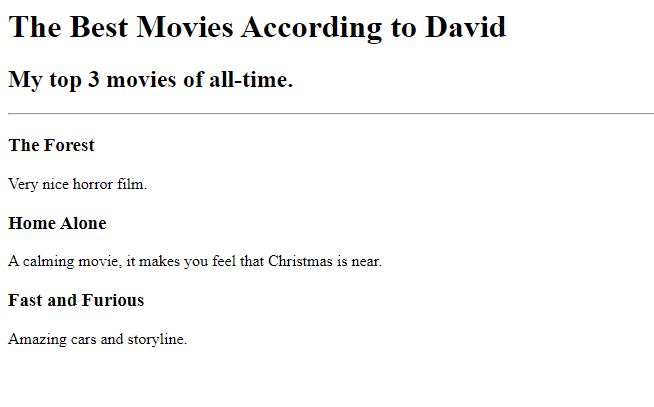 The Best Movies According to David
My top 3 movies of all-time.
The Forest
Very nice horror film.
Home Alone
A calming movie, it makes you feel that Christmas is near.
Fast and Furious
Amazing cars and storyline.